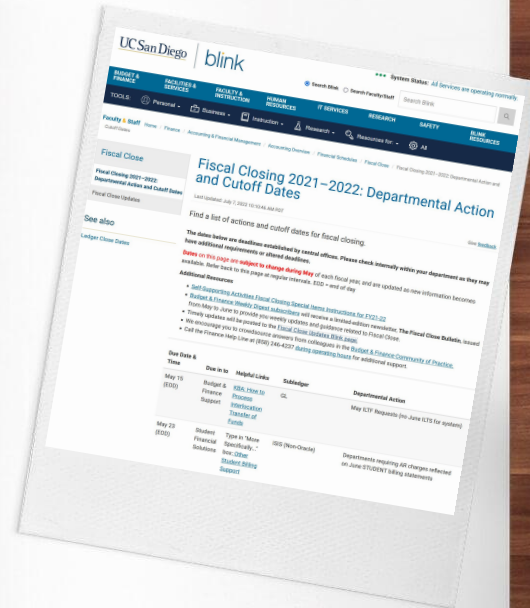 UC San Diego | blink
System Status: All Services are operating normally
Search Blink Search Faculty/Staff Search Blink
BUDGET & FINANCE FACILITIES & SERVICES FACULTY & INSTRUCTION HUMAN RESOURCES IT SERVICES RESEARCH SAFETY BLINK RESOURCES
TOOLS: Personal Business Instruction Research Resources for: All
Faculty & Staff Home Finance Accounting & Financial Management Accounting Overview Financial Schedules Fiscal Close Fiscal Closing 2021–2022: Departmental Action and
Cutoff Dates
Fiscal Close
Fiscal Closing 2021–2022:
Departmental Action and Cutoff Dates
Fiscal Close Updates
See also
Ledger Close Dates
Fiscal Closing 2021–2022: Departmental Action
and Cutoff Dates
Last Updated: July 7, 2022 10:10:46 AM PDT
Give feedback
Find a list of actions and cutoff dates for fiscal closing.
The dates below are deadlines established by central offices. Please check internally within your department as they may
have additional requirements or altered deadlines.
Dates on this page are subject to change during May of each fiscal year, and are updated as new information becomes
available. Refer back to this page at regular intervals. EOD = end of day
Additional Resources
• Self-Supporting Activities Fiscal Closing Special Items Instructions for FY21-22
• Budget & Finance Weekly Digest subscribers will receive a limited-edition newsletter, The Fiscal Close Bulletin, issued
from May to June to provide you weekly updates and guidance related to Fiscal Close.
• Timely updates will be posted to the Fiscal Close Updates Blink page.
• We encourage you to crowdsource answers from colleagues in the Budget & Finance Community of Practice.
• Call the Finance Help Line at (858) 246-4237 during operating hours for additional support.
Due Date & Time Due in to Helpful Links Subledger Departmental Action
May 15 (EOD) Budget & Finance Support KBA: How to Process Interlocation Transfer of Funds GL May ILTF Requests (no June ILTS for system)
May 23 (EOD) Student Financial Solutions Type in "More Specifically..." box: Other Student Billing Support ISIS (Non-Oracle) Departments requiring AR charges reflected on June STUDENT billing statements